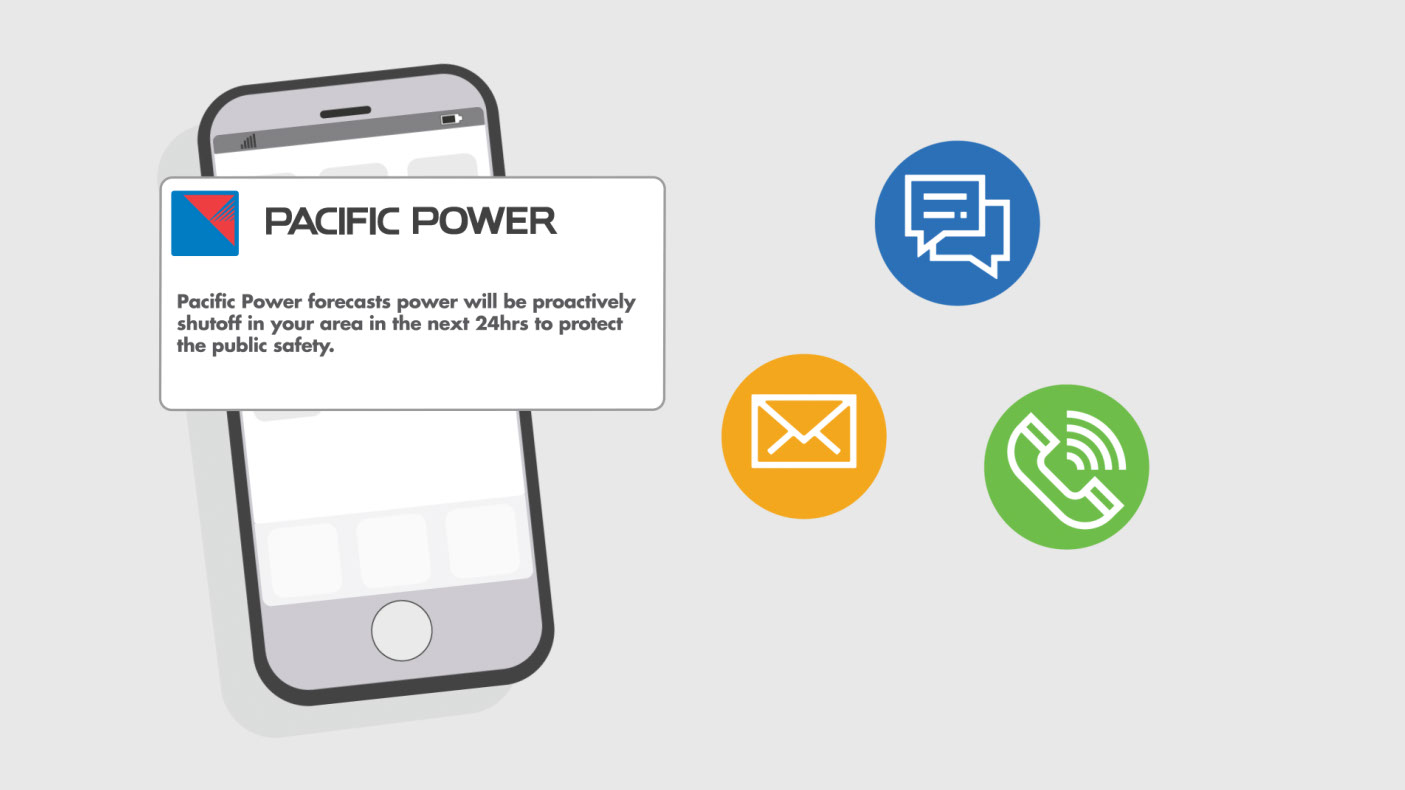 PACIFIC POWER
Pacific Power forecasts power will be proactively
shutoff in your area in the next 24hrs to protect
the public safety.